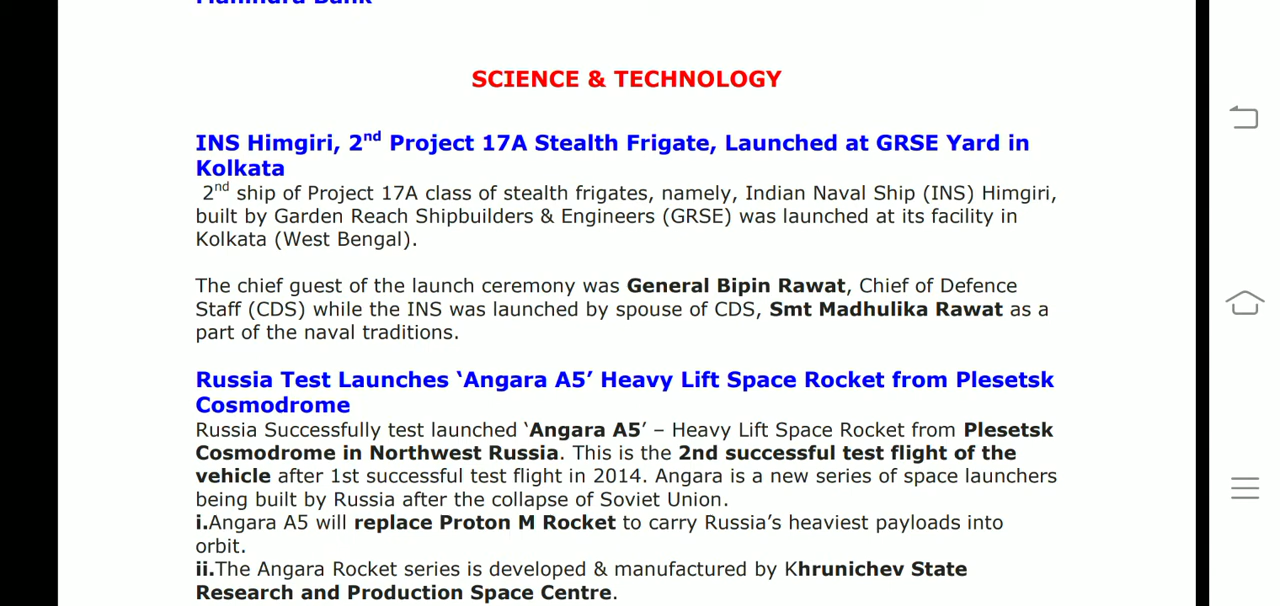 Mahindra Bank
SCIENCE & TECHNOLOGY
INS Himgiri, 2nd Project 17A Stealth Frigate, Launched at GRSE Yard in
Kolkata
2nd ship of Project 17A class of stealth frigates, namely, Indian Naval Ship (INS) Himgiri,
built by Garden Reach Shipbuilders & Engineers (GRSE) was launched at its facility in
Kolkata (West Bengal).
The chief guest of the launch ceremony was General Bipin Rawat, Chief of Defence
Staff (CDS) while the INS was launched by spouse of CDS, Smt Madhulika Rawat as a
part of the naval traditions.
Russia Test Launches ‘Angara A5’ Heavy Lift Space Rocket from Plesetsk
Cosmodrome
Russia Successfully test launched ‘Angara A5’ – Heavy Lift Space Rocket from Plesetsk
Cosmodrome in Northwest Russia. This is the 2nd successful test flight of the
vehicle after 1st successful test flight in 2014. Angara is a new series of space launchers
being built by Russia after the collapse of Soviet Union.
i.Angara A5 will replace Proton M Rocket to carry Russia’s heaviest payloads into
orbit.
ii.The Angara Rocket series is developed & manufactured by Khrunichev State
Research and Production Space Centre.